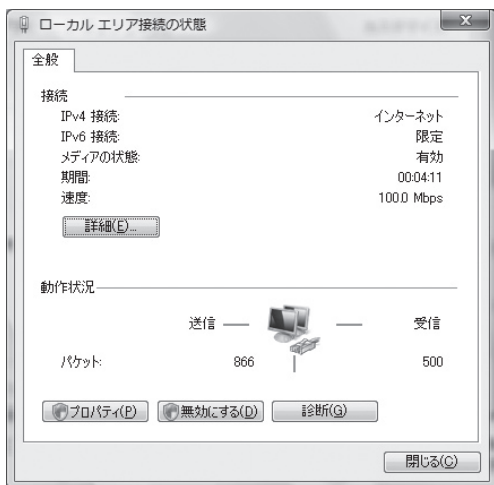 ローカル エリア接続の状態
全般
接続
IPv4 接続: インターネット
IPv6 接続: 限定
メディアの状態: 有効
期間: 00:04:11
速度: 100.0 Mbps
詳細(E)...
動作状況
送信 — — 受信
パケット: 866 500
プロパティ(P) 無効にする(D) 診断(G)
閉じる(C)